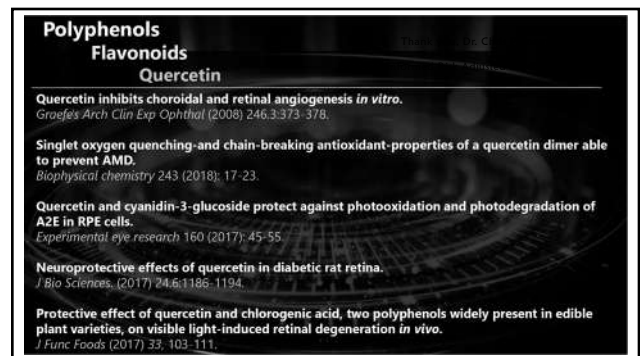 Polyphenols
Flavonoids
Quercetin
Quercetin inhibits choroidal and retinal angiogenesis in vitro.
Graefe's Arch Clin Exp Ophthal (2008) 246.3:373-378.
Singlet oxygen quenching-and chain-breaking antioxidant-properties of a quercetin dimer able
to prevent AMD.
Biophysical chemistry 243 (2018): 17-23.
Quercetin and cyanidin-3-glucoside protect against photooxidation and photodegradation of
A2E in RPE cells.
Experimental eye research 160 (2017): 45-55.
Neuroprotective effects of quercetin in diabetic rat retina.
J Bio Sciences. (2017) 24.6:1186-1194.
Protective effect of quercetin and chlorogenic acid, two polyphenols widely present in edible
plant varieties, on visible light-induced retinal degeneration in vivo.
J Func Foods (2017) 33, 103-111.